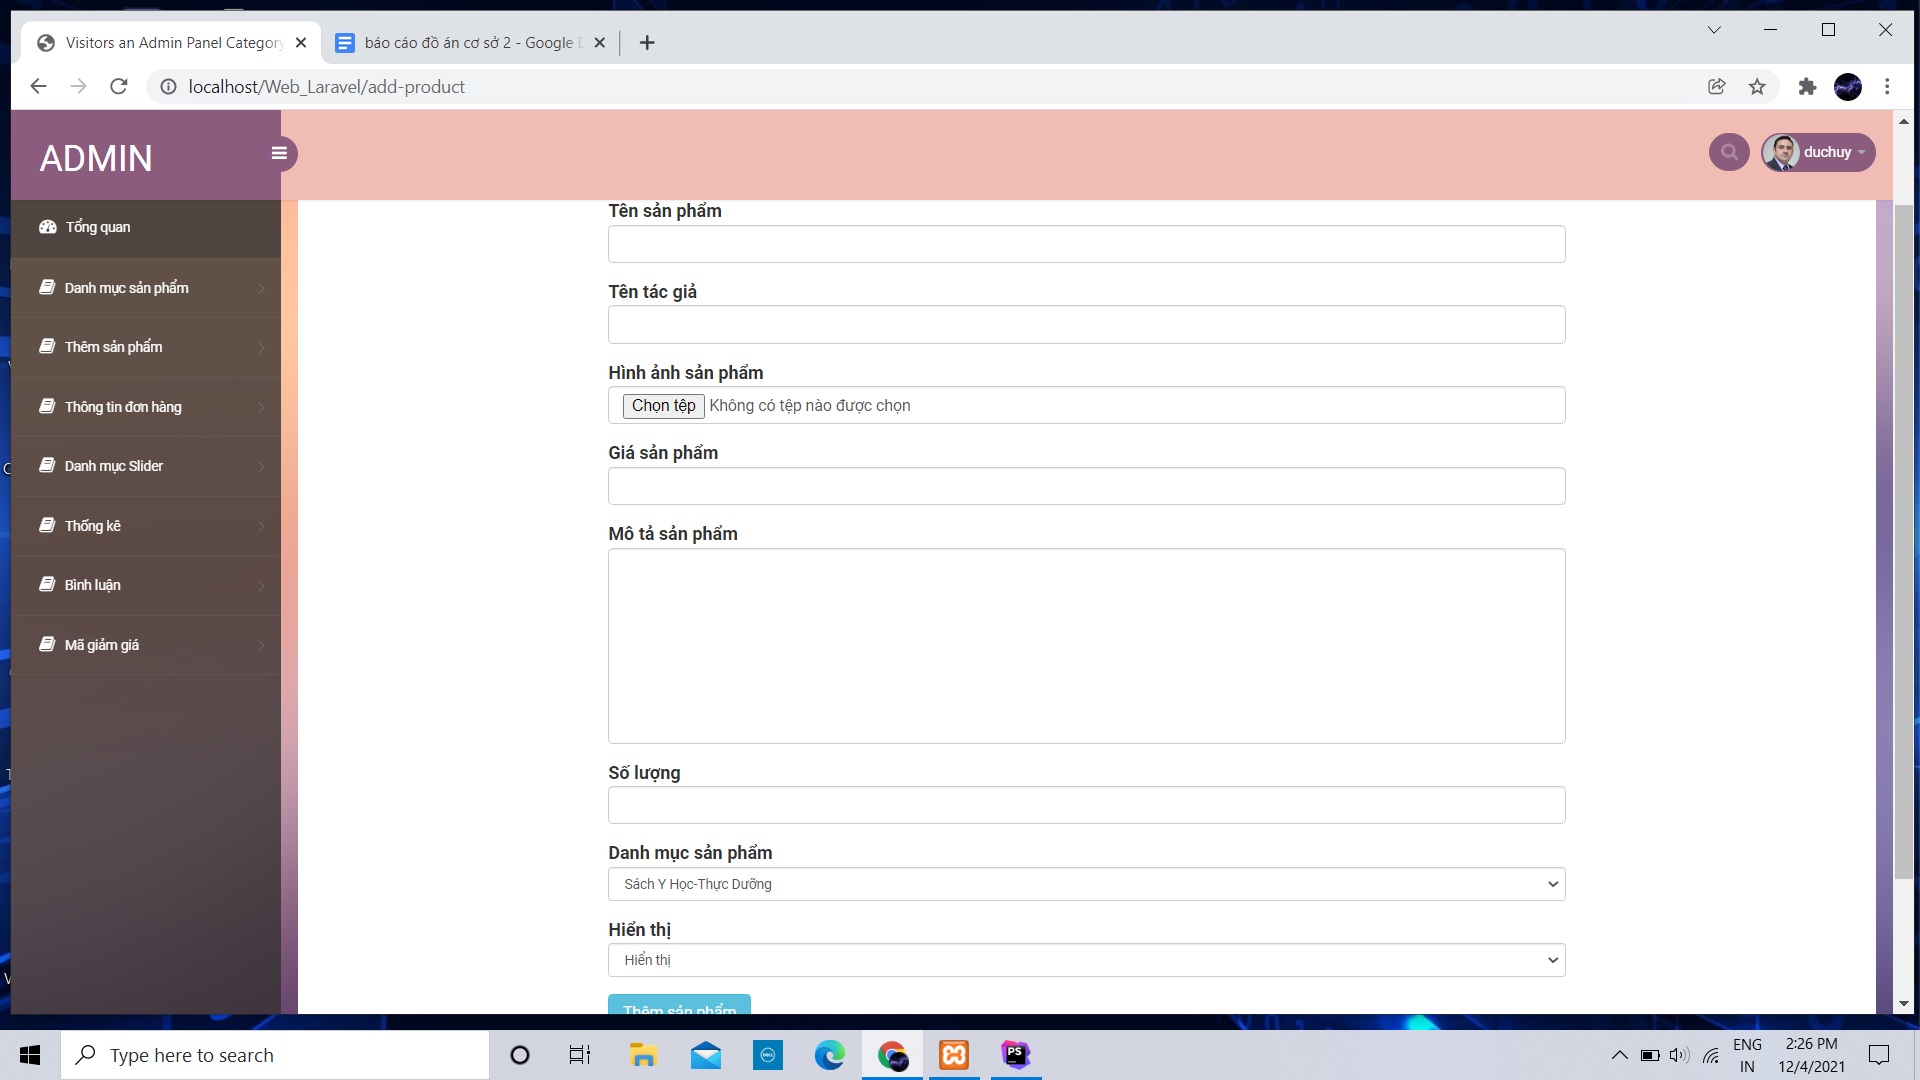 Visitors an Admin Panel Category
báo cáo đồ án cơ sở 2 - Google D
localhost/Web_Laravel/add-product
ADMIN
duchuy
Tổng quan
Danh mục sản phẩm
Thêm sản phẩm
Thông tin đơn hàng
Danh mục Slider
Thống kê
Bình luận
Mã giảm giá
Tên sản phẩm
Tên tác giả
Hình ảnh sản phẩm
Chọn tệp Không có tệp nào được chọn
Giá sản phẩm
Mô tả sản phẩm
Số lượng
Danh mục sản phẩm
Sách Y Học-Thực Dưỡng
Hiển thị
Hiển thị
Thêm sản phẩm
Type here to search
DELL
PS
ENG
IN
2:26 PM
12/4/2021